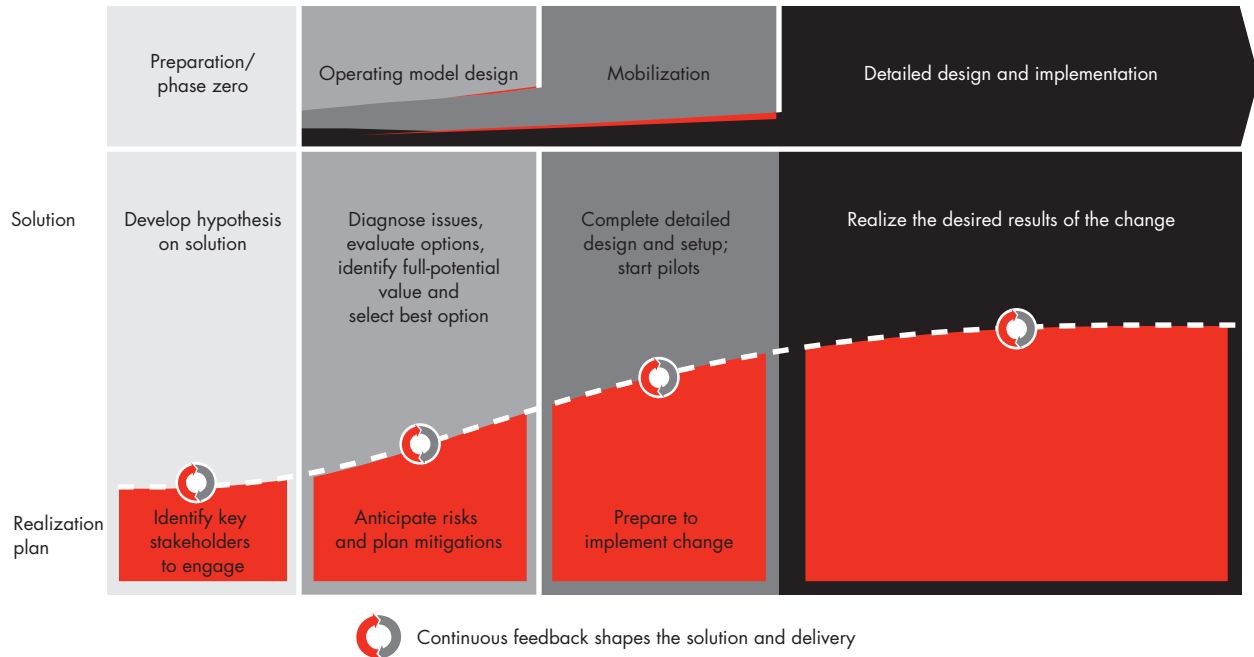 Preparation/
phase zero
Operating model design
Mobilization
Detailed design and implementation
Solution
Develop hypothesis
on solution
Diagnose issues,
evaluate options,
identify full-potential
value and
select best option
Complete detailed
design and setup;
start pilots
Realize the desired results of the change
Realization
plan
Identify key
stakeholders
to engage
Anticipate risks
and plan mitigations
Prepare to
implement change
Continuous feedback shapes the solution and delivery